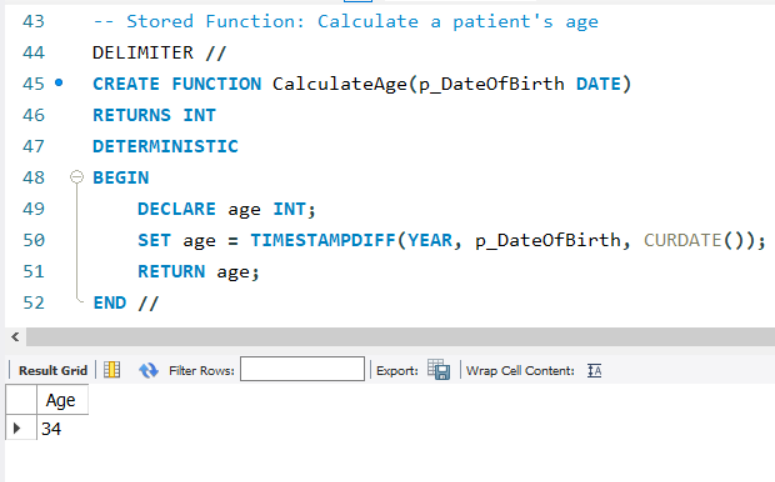 43 -- Stored Function: Calculate a patient's age
44 DELIMITER //
45 CREATE FUNCTION CalculateAge(p_DateOfBirth DATE)
46 RETURNS INT
47 DETERMINISTIC
48 BEGIN
49 DECLARE age INT;
50 SET age = TIMESTAMPDIFF(YEAR, p_DateOfBirth, CURDATE());
51 RETURN age;
52 END //
Result Grid Filter Rows: Export: Wrap Cell Content: IA
Age
34